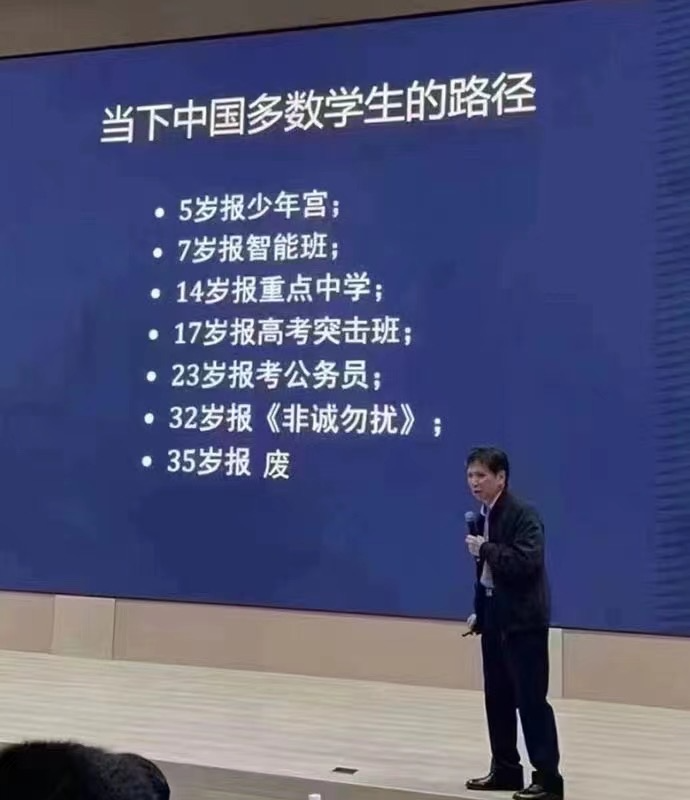 当下中国多数学生的路径
• 5岁报少年宫；
• 7岁报智能班；
• 14岁报重点中学；
• 17岁报高考突击班；
• 23岁报考公务员；
• 32岁报《非诚勿扰》；
• 35岁报 废